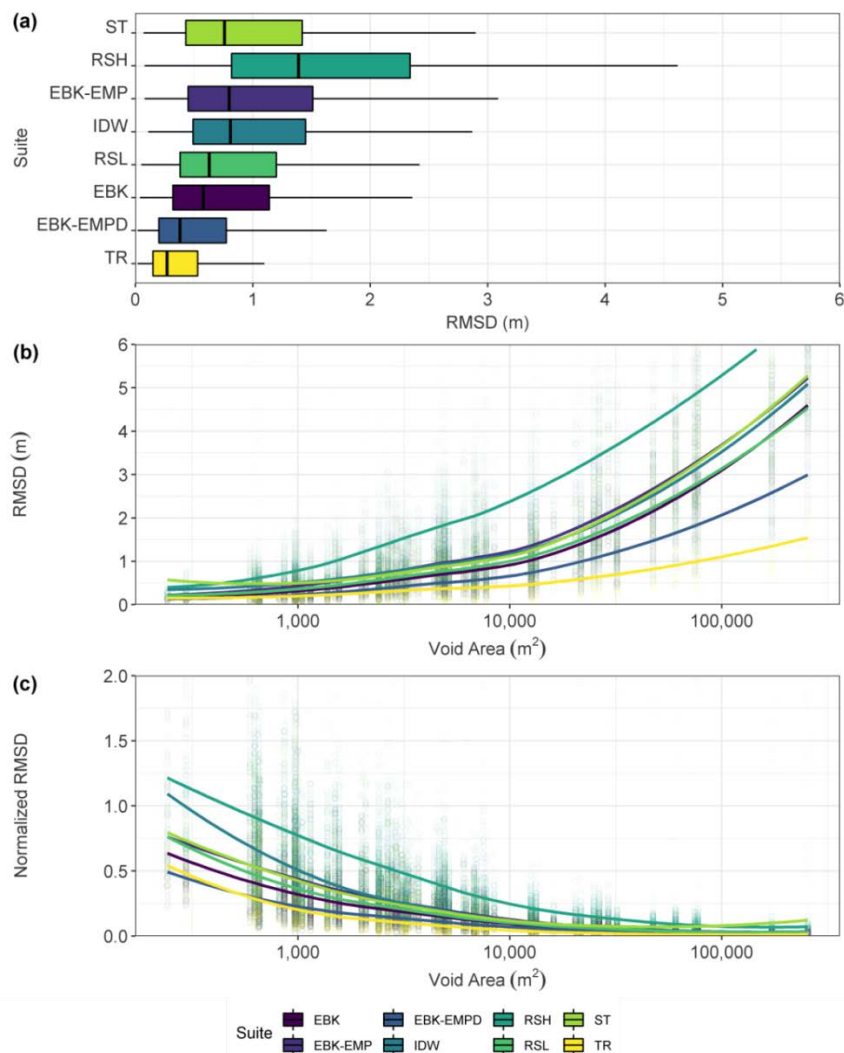 (a)
ST
RSH
EBK-EMP
IDW
RSL
EBK
EBK-EMPD
TR
Suite
0 1 2 3 4 5 6
RMSD (m)
(b)
6
5
4
3
2
1
0
RMSD (m)
1,000 10,000 100,000
Void Area (m²)
(c)
2.0
1.5
1.0
0.5
0.0
Normalized RMSD
1,000 10,000 100,000
Void Area (m²)
Suite
EBK EBK-EMPD RSH ST
EBK-EMP IDW RSL TR